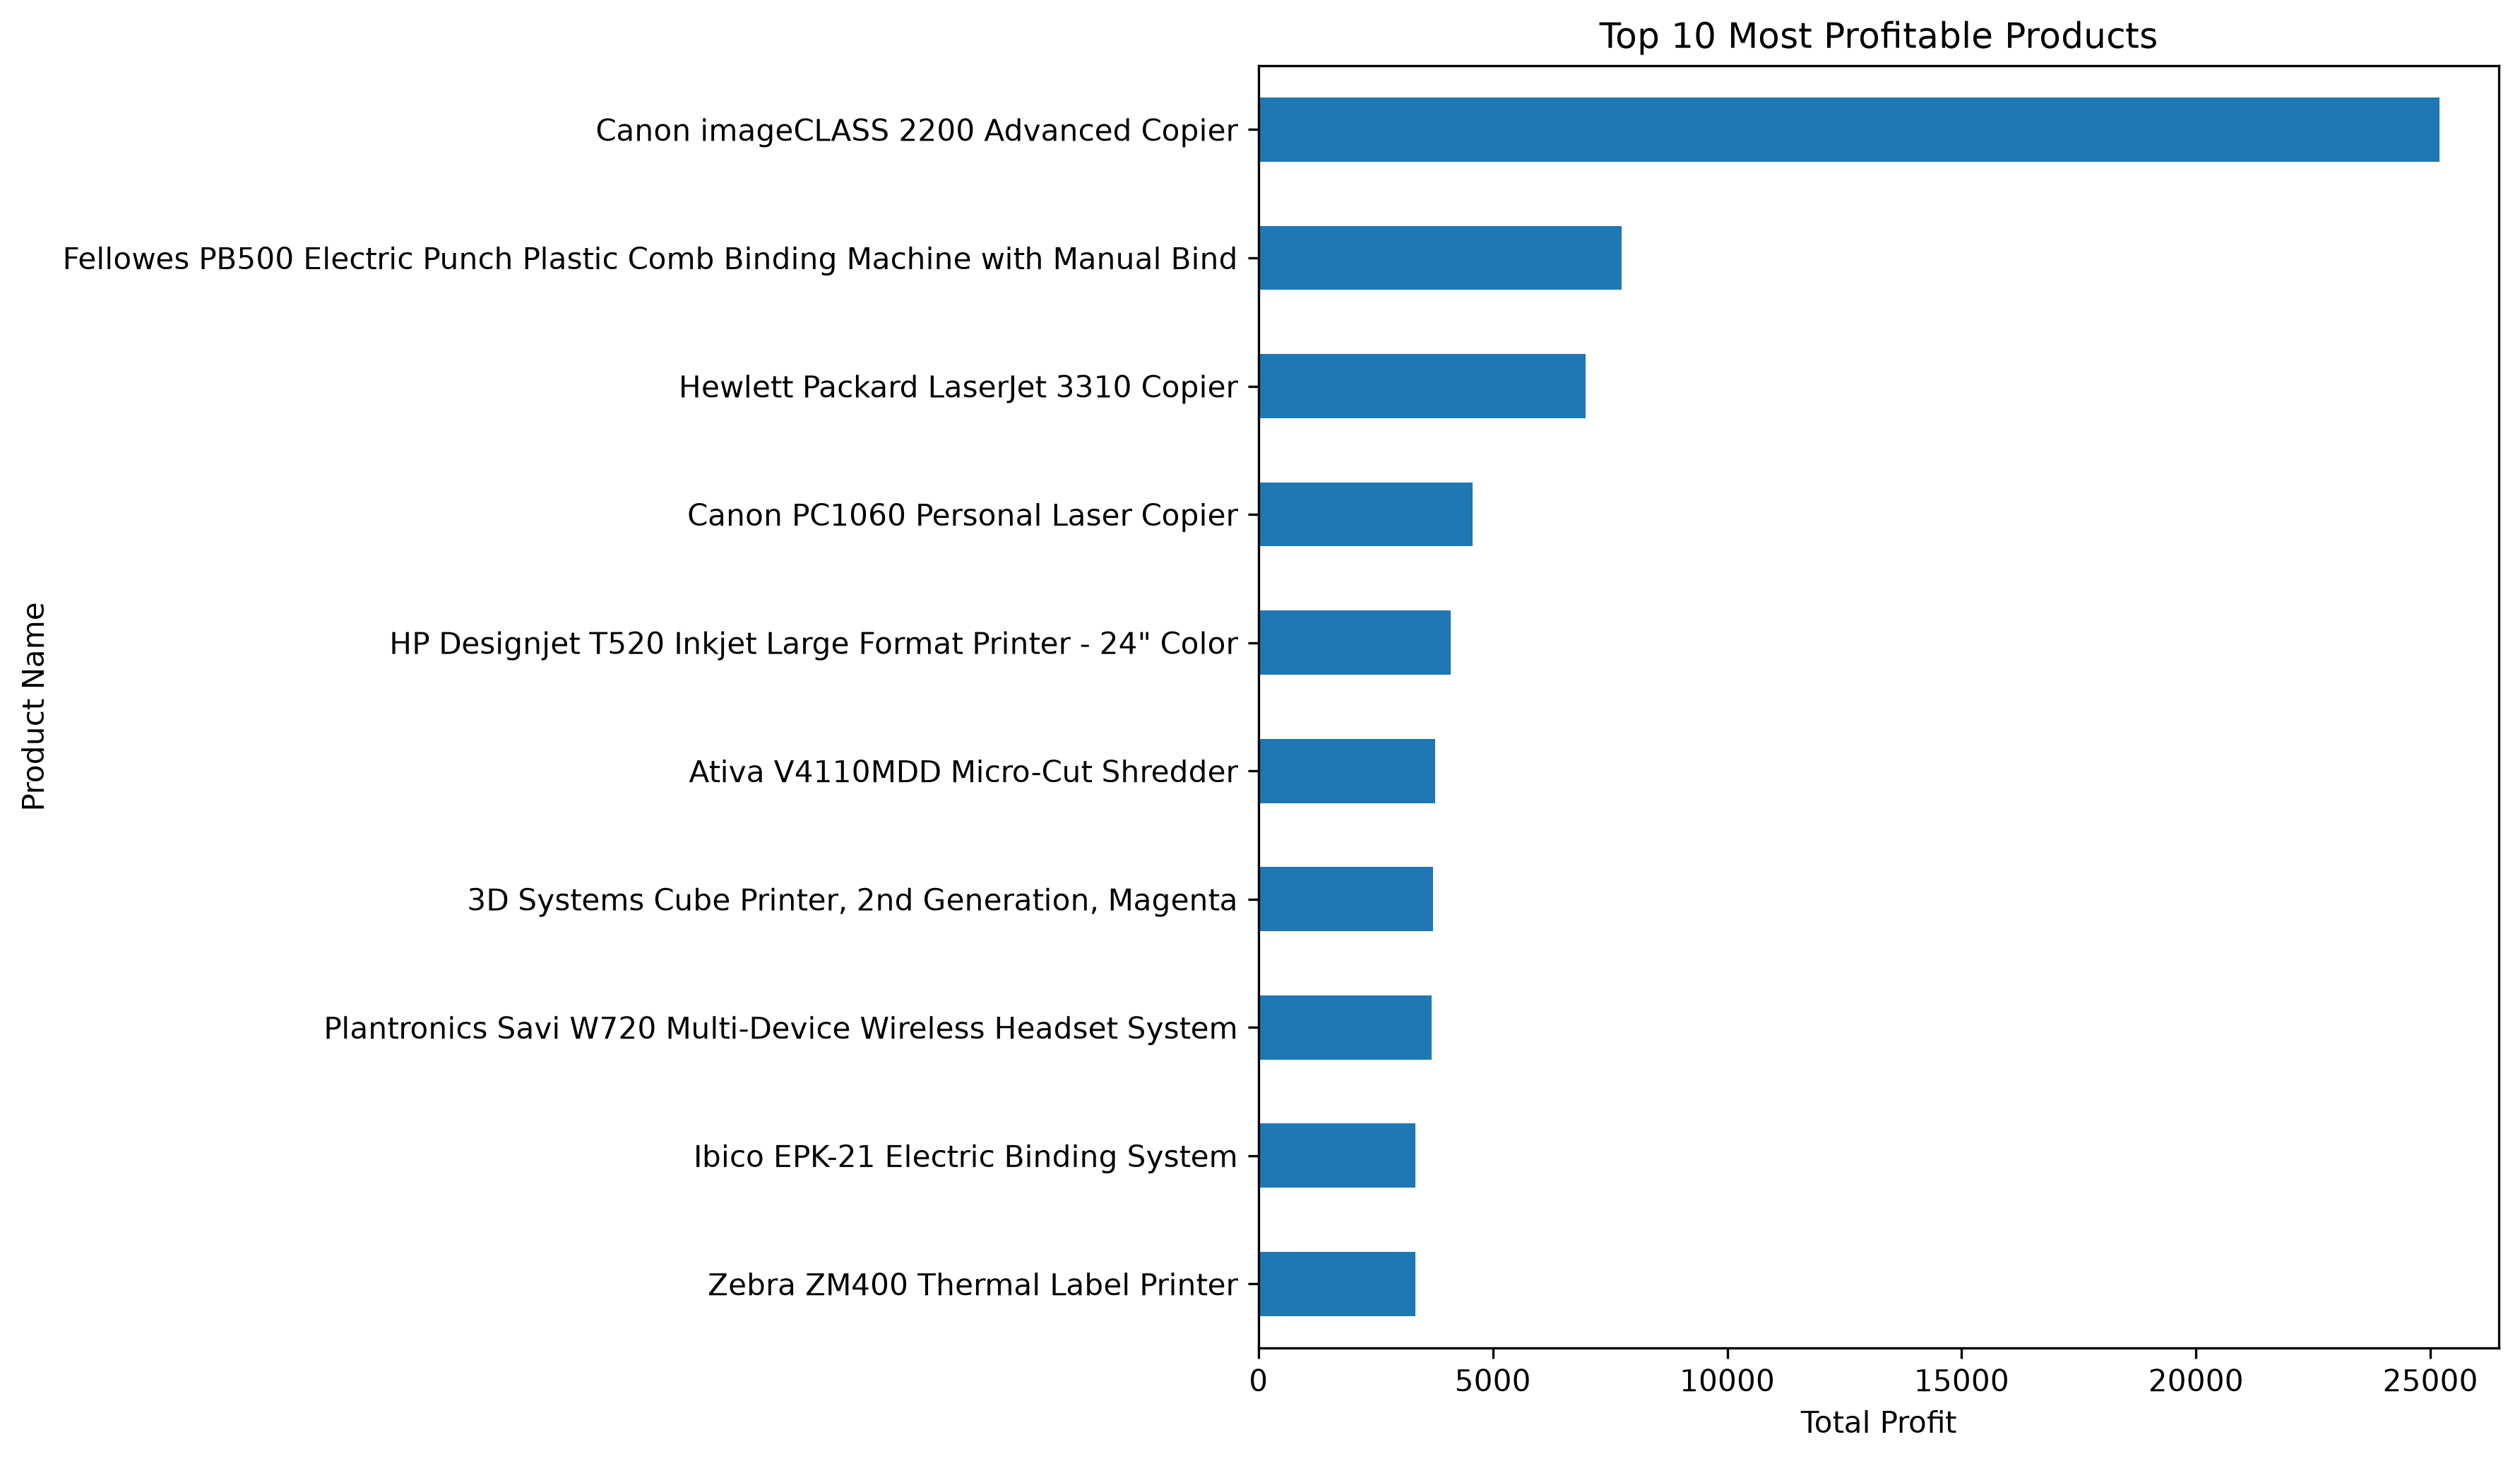 Top 10 Most Profitable Products
Product Name
Canon imageCLASS 2200 Advanced Copier
Fellowes PB500 Electric Punch Plastic Comb Binding Machine with Manual Bind
Hewlett Packard LaserJet 3310 Copier
Canon PC1060 Personal Laser Copier
HP Designjet T520 Inkjet Large Format Printer - 24" Color
Ativa V4110MDD Micro-Cut Shredder
3D Systems Cube Printer, 2nd Generation, Magenta
Plantronics Savi W720 Multi-Device Wireless Headset System
Ibico EPK-21 Electric Binding System
Zebra ZM400 Thermal Label Printer
0 5000 10000 15000 20000 25000
Total Profit